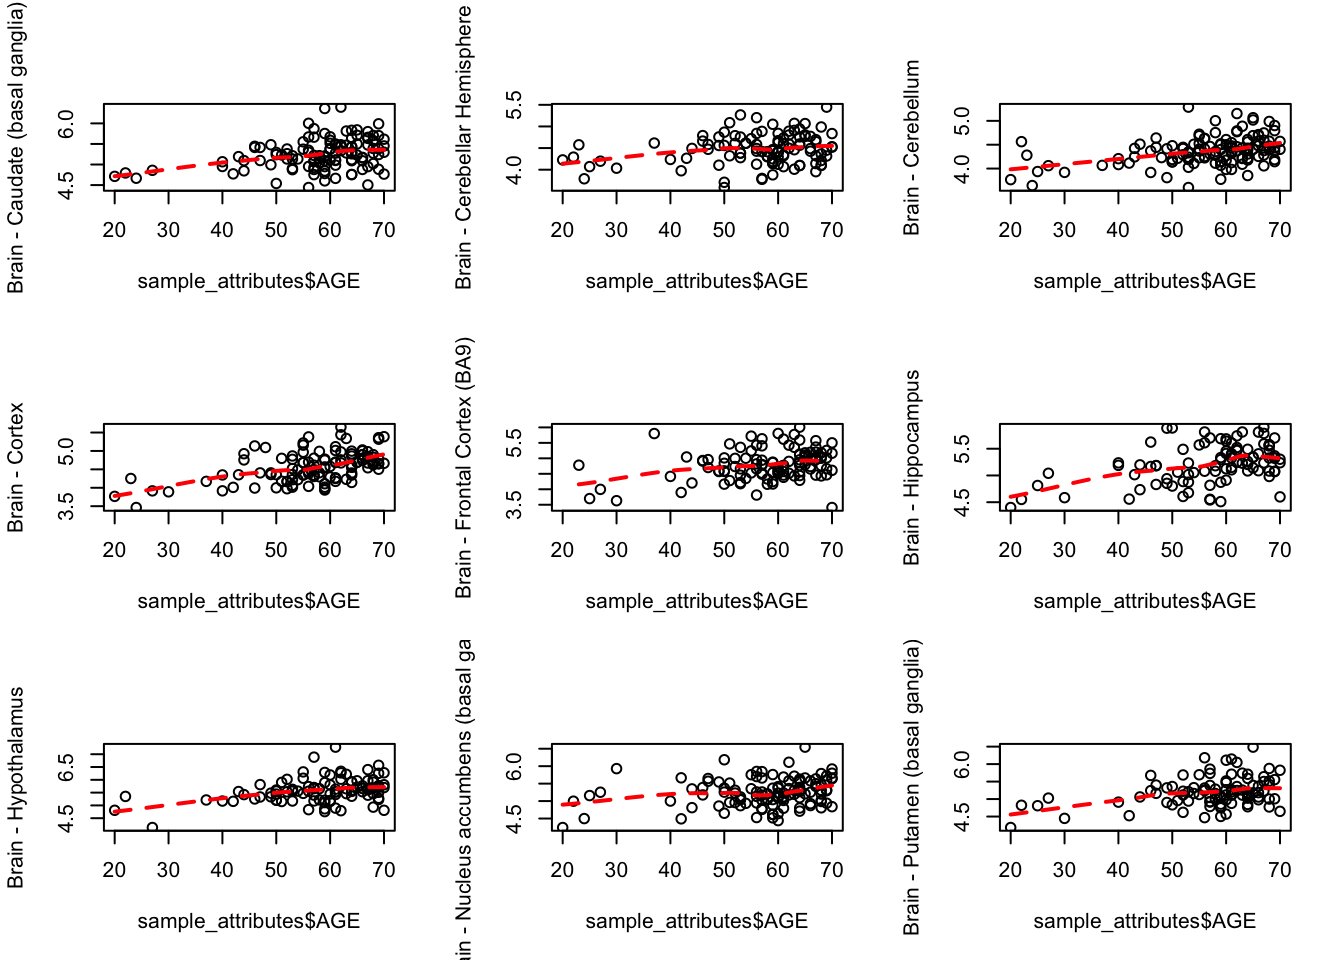 Brain - Caudate (basal ganglia)
6.0
4.5
20 30 40 50 60 70
sample_attributes$AGE
Brain - Cerebellar Hemisphere
5.5
4.0
20 30 40 50 60 70
sample_attributes$AGE
Brain - Cerebellum
5.0
4.0
20 30 40 50 60 70
sample_attributes$AGE
Brain - Cortex
5.0
3.5
20 30 40 50 60 70
sample_attributes$AGE
Brain - Frontal Cortex (BA9)
5.5
3.5
20 30 40 50 60 70
sample_attributes$AGE
Brain - Hippocampus
5.5
4.5
20 30 40 50 60 70
sample_attributes$AGE
Brain - Hypothalamus
6.5
4.5
20 30 40 50 60 70
sample_attributes$AGE
ain - Nucleus accumbens (basal ga
6.0
4.5
20 30 40 50 60 70
sample_attributes$AGE
Brain - Putamen (basal ganglia)
6.0
4.5
20 30 40 50 60 70
sample_attributes$AGE